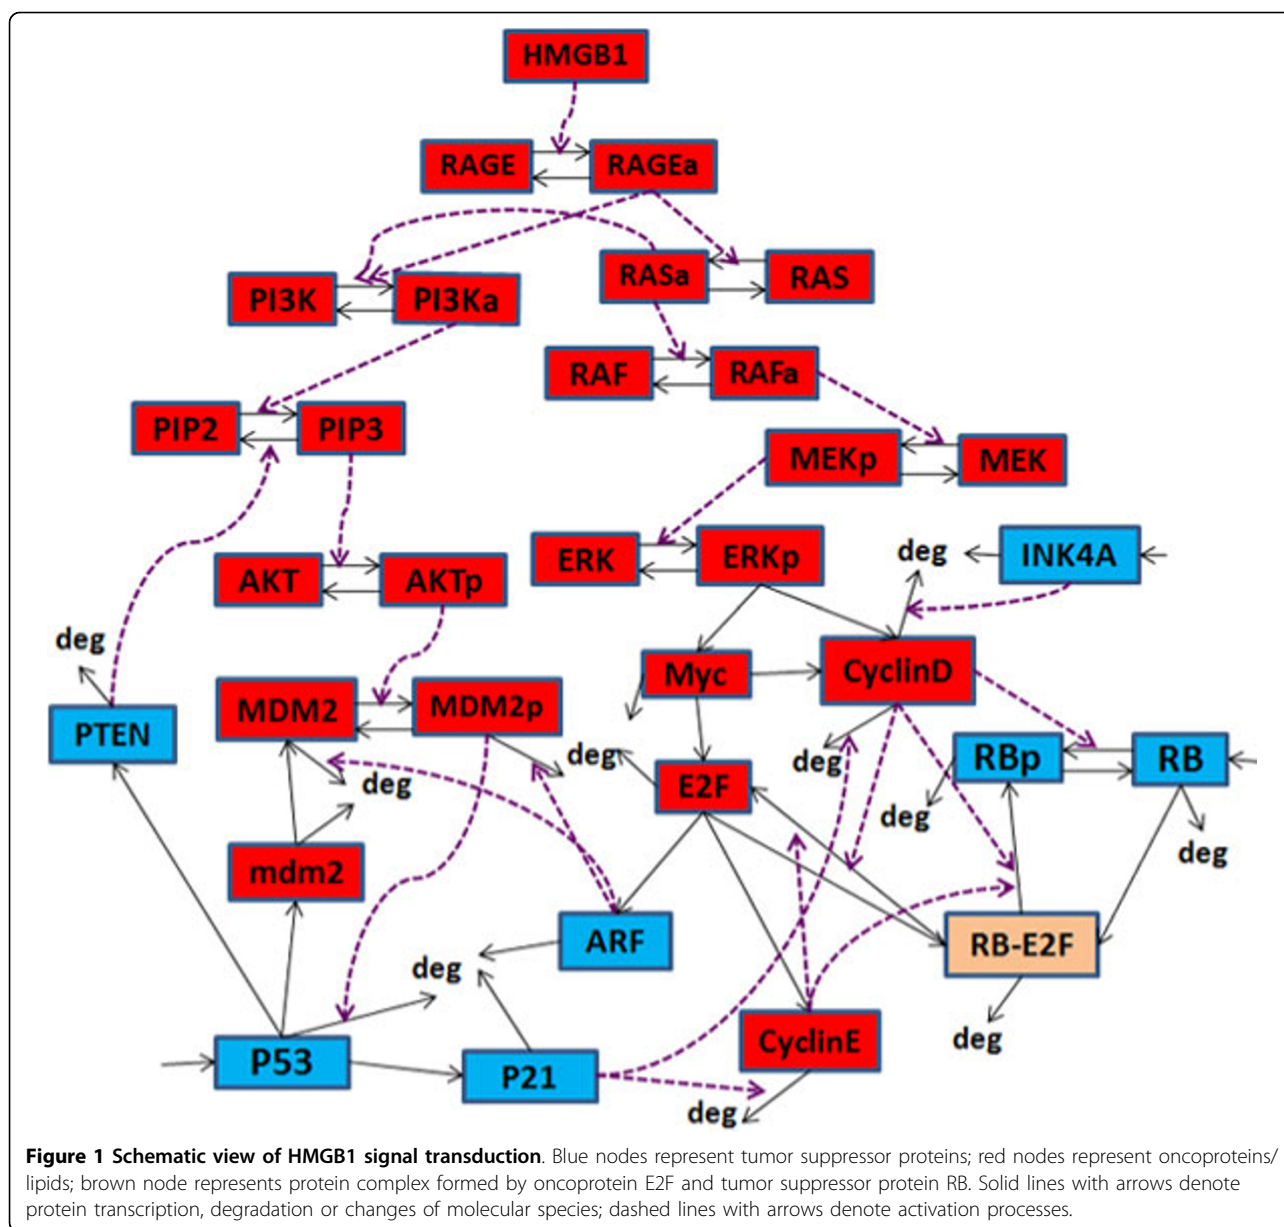 HMGB1
RAGE
RAGEa
PI3K
PI3Ka
RASa
RAS
RAF
RAFa
PIP2
PIP3
MEKp
MEK
AKT
AKTp
ERK
ERKp
deg
INK4A
deg
PTEN
MDM2
MDM2p
Myc
CyclinD
deg
deg
E2F
deg
RBp
RB
deg
deg
mdm2
ARF
RB-E2F
deg
P53
P21
CyclinE
deg
deg
Figure 1 Schematic view of HMGB1 signal transduction. Blue nodes represent tumor suppressor proteins; red nodes represent oncoproteins/
lipids; brown node represents protein complex formed by oncoprotein E2F and tumor suppressor protein RB. Solid lines with arrows denote
protein transcription, degradation or changes of molecular species; dashed lines with arrows denote activation processes.